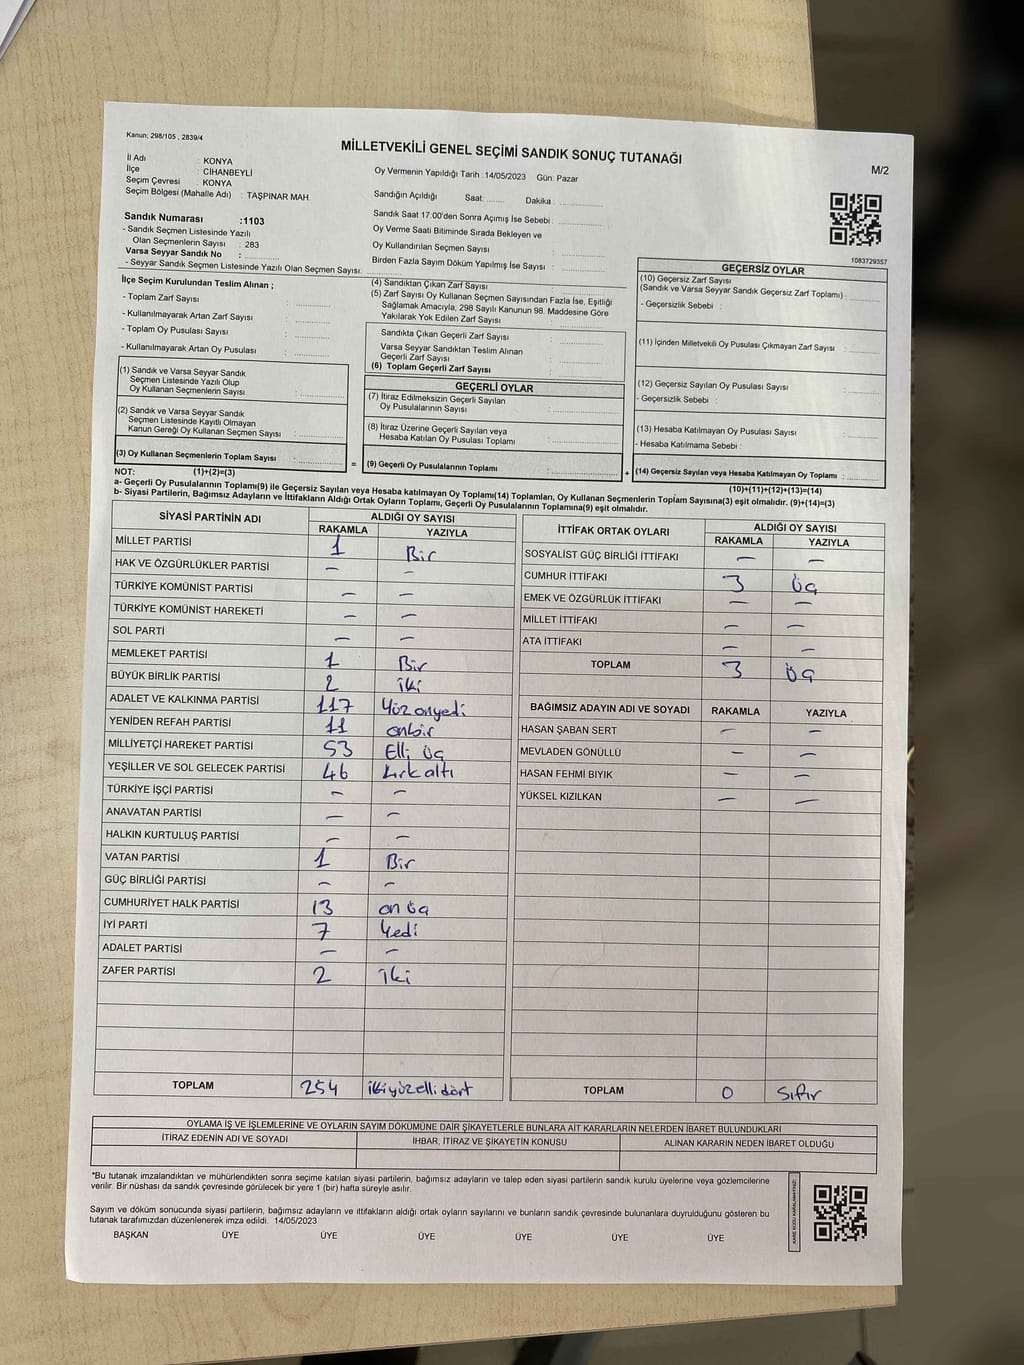 Kanun: 298/105 , 2839/4
MİLLETVEKİLİ GENEL SEÇİMİ SANDIK SONUÇ TUTANAĞI
M/2
İl Adı : KONYA
İlçe : CİHANBEYLİ
Seçim Çevresi : KONYA
Seçim Bölgesi (Mahalle Adı) : TAŞPINAR MAH
Oy Vermenin Yapıldığı Tarih : 14/05/2023 Gün: Pazar
Sandığın Açıldığı Saat: ........ Dakika : ................
Sandık Saat 17:00'den Sonra Açımış İse Sebebi : ................
Oy Verme Saati Bitiminde Sırada Bekleyen ve
Oy Kullandırılan Seçmen Sayısı : ................
Birden Fazla Sayım Döküm Yapılmış İse Sayısı : ................
Sandık Numarası :1103
- Sandık Seçmen Listesinde Yazılı
Olan Seçmenlerin Sayısı : 283
Varsa Seyyar Sandık No : ................
- Seyyar Sandık Seçmen Listesinde Yazılı Olan Seçmen Sayısı: ................
1083729357
İlçe Seçim Kurulundan Teslim Alınan ;
- Toplam Zarf Sayısı : ................
- Kullanılmayarak Artan Zarf Sayısı : ................
- Toplam Oy Pusulası Sayısı : ................
- Kullanılmayarak Artan Oy Pusulası : ................
(1) Sandık ve Varsa Seyyar Sandık
Seçmen Listesinde Yazılı Olup
Oy Kullanan Seçmenlerin Sayısı : ................
(2) Sandık ve Varsa Seyyar Sandık
Seçmen Listesinde Kayıtlı Olmayan
Kanun Gereği Oy Kullanan Seçmen Sayısı : ................
(3) Oy Kullanan Seçmenlerin Toplam Sayısı : ................
(4) Sandıktan Çıkan Zarf Sayısı : ................
(5) Zarf Sayısı Oy Kullanan Seçmen Sayısından Fazla İse, Eşitliği
Sağlamak Amacıyla, 298 Sayılı Kanunun 98. Maddesine Göre
Yakılarak Yok Edilen Zarf Sayısı : ................
Sandıkta Çıkan Geçerli Zarf Sayısı : ................
Varsa Seyyar Sandıktan Teslim Alınan
Geçerli Zarf Sayısı : ................
(6) Toplam Geçerli Zarf Sayısı : ................
GEÇERLİ OYLAR
(7) İtiraz Edilmeksizin Geçerli Sayılan
Oy Pusulalarının Sayısı : ................
(8) İtiraz Üzerine Geçerli Sayılan veya
Hesaba Katılan Oy Pusulası Toplamı : ................
= (9) Geçerli Oy Pusulalarının Toplamı : ................
GEÇERSİZ OYLAR
(10) Geçersiz Zarf Sayısı
(Sandık ve Varsa Seyyar Sandık Geçersiz Zarf Toplamı) : ................
- Geçersizlik Sebebi :
(11) İçinden Milletvekili Oy Pusulası Çıkmayan Zarf Sayısı : ................
(12) Geçersiz Sayılan Oy Pusulası Sayısı : ................
- Geçersizlik Sebebi :
(13) Hesaba Katılmayan Oy Pusulası Sayısı : ................
- Hesaba Katılmama Sebebi :
+ (14) Geçersiz Sayılan veya Hesaba Katılmayan Oy Toplamı : ................
NOT: (1)+(2)=(3)
(10)+(11)+(12)+(13)=(14)
a- Geçerli Oy Pusulalarının Toplamı(9) ile Geçersiz Sayılan veya Hesaba katılmayan Oy Toplamı(14) Toplamları, Oy Kullanan Seçmenlerin Toplam Sayısına(3) eşit olmalıdır. (9)+(14)=(3)
b- Siyasi Partilerin, Bağımsız Adayların ve İttifakların Aldığı Ortak Oyların Toplamı, Geçerli Oy Pusulalarının Toplamına(9) eşit olmalıdır.
SİYASİ PARTİNİN ADI ALDIĞI OY SAYISI
RAKAMLA YAZIYLA
MİLLET PARTİSİ 1 Bir
HAK VE ÖZGÜRLÜKLER PARTİSİ — —
TÜRKİYE KOMÜNİST PARTİSİ — —
TÜRKİYE KOMÜNİST HAREKETİ — —
SOL PARTİ — —
MEMLEKET PARTİSİ 1 Bir
BÜYÜK BİRLİK PARTİSİ 2 iki
ADALET VE KALKINMA PARTİSİ 117 Yüz onyedi
YENİDEN REFAH PARTİSİ 11 onbir
MİLLİYETÇİ HAREKET PARTİSİ 53 Elli üç
YEŞİLLER VE SOL GELECEK PARTİSİ 46 kırk altı
TÜRKİYE İŞÇİ PARTİSİ — —
ANAVATAN PARTİSİ — —
HALKIN KURTULUŞ PARTİSİ — —
VATAN PARTİSİ 1 Bir
GÜÇ BİRLİĞİ PARTİSİ — —
CUMHURİYET HALK PARTİSİ 13 on üç
İYİ PARTİ 7 Yedi
ADALET PARTİSİ — —
ZAFER PARTİSİ 2 iki
TOPLAM 254 ikiyüzellidört
İTTİFAK ORTAK OYLARI ALDIĞI OY SAYISI
RAKAMLA YAZIYLA
SOSYALİST GÜÇ BİRLİĞİ İTTİFAKI — —
CUMHUR İTTİFAKI 3 üç
EMEK VE ÖZGÜRLÜK İTTİFAKI — —
MİLLET İTTİFAKI — —
ATA İTTİFAKI — —
TOPLAM 3 üç
BAĞIMSIZ ADAYIN ADI VE SOYADI RAKAMLA YAZIYLA
HASAN ŞABAN SERT — —
MEVLADEN GÖNÜLLÜ — —
HASAN FEHMİ BIYIK — —
YÜKSEL KIZILKAN — —
TOPLAM 0 Sıfır
OYLAMA İŞ VE İŞLEMLERİNE VE OYLARIN SAYIM DÖKÜMÜNE DAİR ŞİKAYETLERLE BUNLARA AİT KARARLARIN NELERDEN İBARET BULUNDUKLARI
İTİRAZ EDENİN ADI VE SOYADI İHBAR, İTİRAZ VE ŞİKAYETİN KONUSU ALINAN KARARIN NEDEN İBARET OLDUĞU
*Bu tutanak imzalandıktan ve mühürlendikten sonra seçime katılan siyasi partilerin, bağımsız adayların ve talep eden siyasi partilerin sandık kurulu üyelerine veya gözlemcilerine
verilir. Bir nüshası da sandık çevresinde görülecek bir yere 1 (bir) hafta süreyle asılır.
Sayım ve döküm sonucunda siyasi partilerin, bağımsız adayların ve ittifakların aldığı ortak oyların sayılarını ve bunların sandık çevresinde bulunanlara duyrulduğunu gösteren bu
tutanak tarafımızdan düzenlenerek imza edildi. 14/05/2023
BAŞKAN ÜYE ÜYE ÜYE ÜYE ÜYE ÜYE